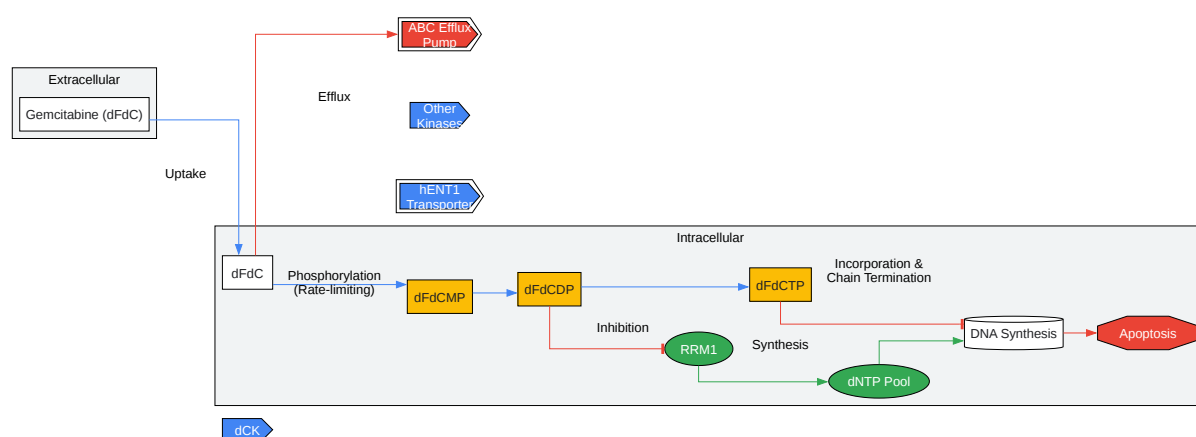 ABC Efflux
Pump
Extracellular
Gemcitabine (dFdC)
Efflux
Other
Kinases
Uptake
hENT1
Transporter
Intracellular
dFdC
Phosphorylation
(Rate-limiting)
dFdCMP
dFdCDP
dFdCTP
Incorporation &
Chain Termination
Inhibition
RRM1
Synthesis
DNA Synthesis
Apoptosis
dNTP Pool
dCK